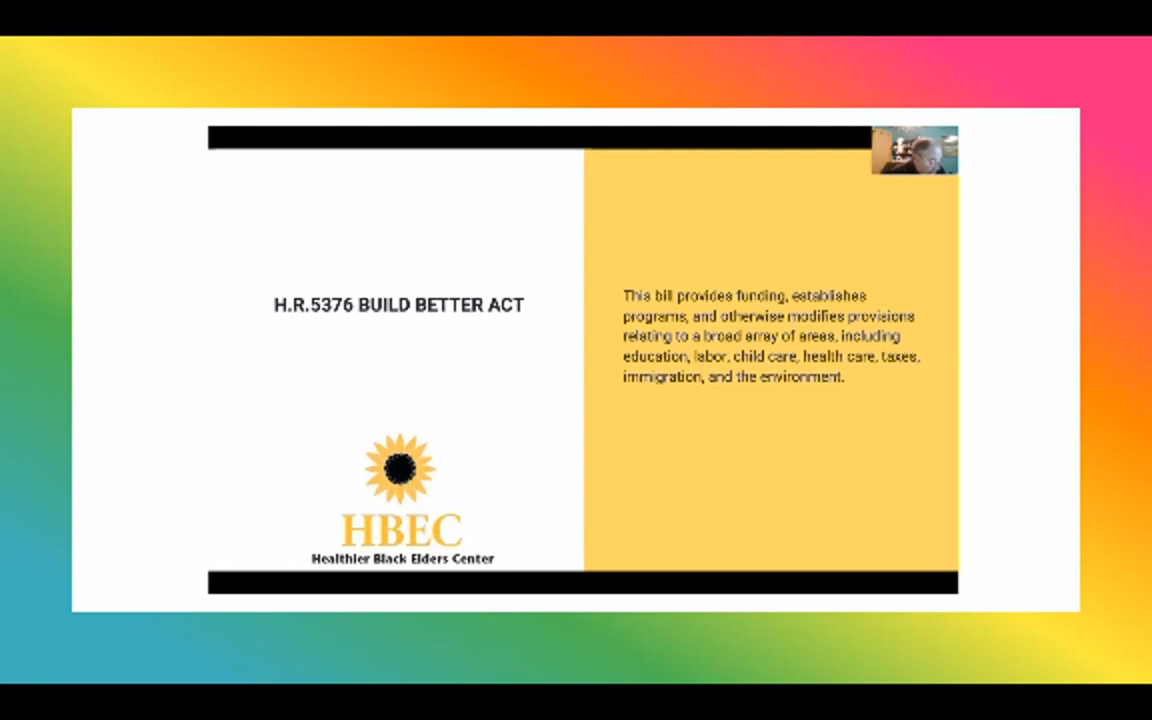 H.R.5376 BUILD BETTER ACT
This bill provides funding, establishes
programs, and otherwise modifies provisions
relating to a broad array of areas, including
education, labor, child care, health care, taxes,
immigration, and the environment.
HBEC
Healthier Black Elders Center